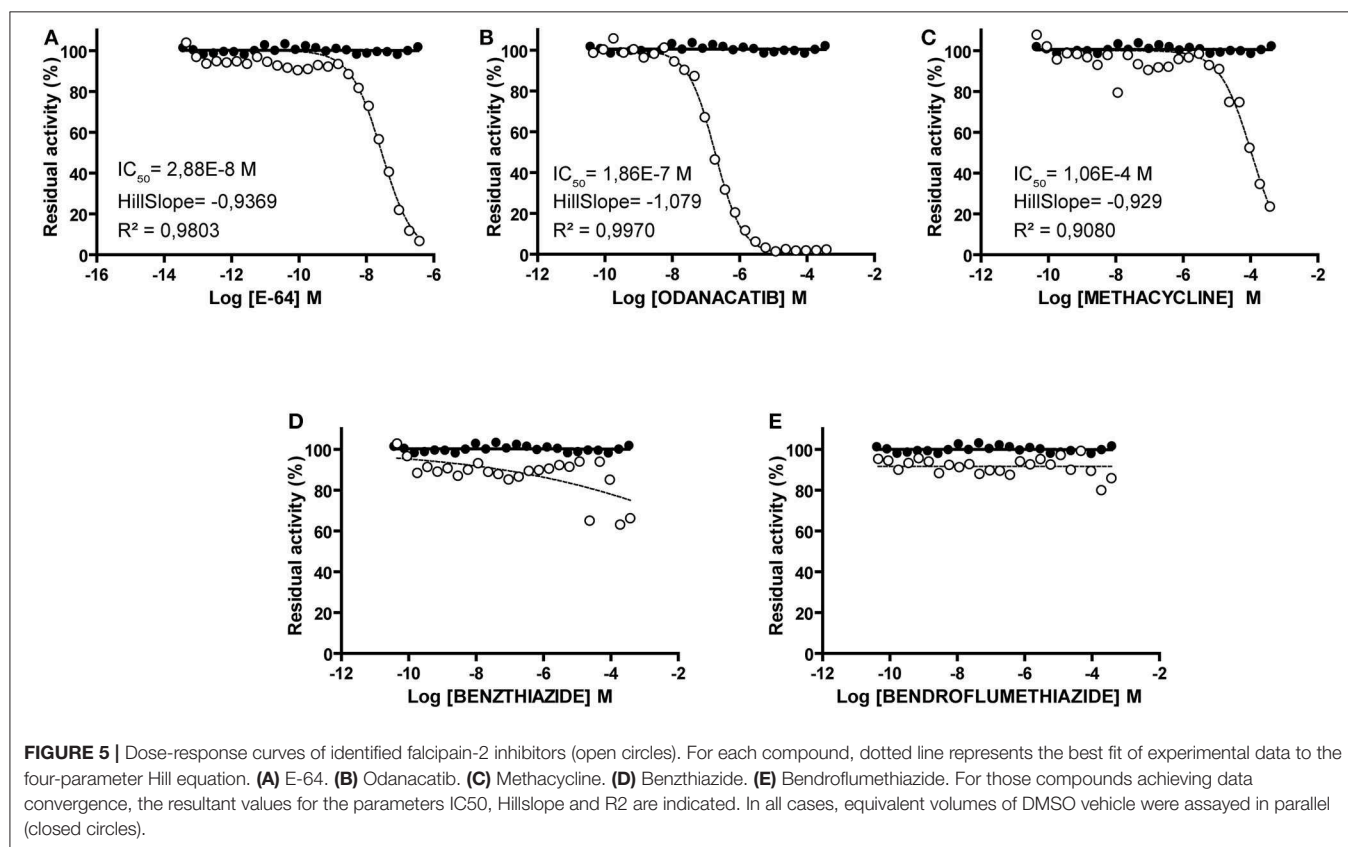 A
Residual activity (%)
100
80
60
40
20
0
IC50= 2,88E-8 M
HillSlope= -0,9369
R² = 0,9803
-16 -14 -12 -10 -8 -6
Log [E-64] M
B
Residual activity (%)
100
80
60
40
20
0
IC50= 1,86E-7 M
HillSlope= -1,079
R² = 0,9970
-12 -10 -8 -6 -4 -2
Log [ODANACATIB] M
C
Residual activity (%)
100
80
60
40
20
0
IC50= 1,06E-4 M
HillSlope= -0,929
R² = 0,9080
-12 -10 -8 -6 -4 -2
Log [METHACYCLINE] M
D
Residual activity (%)
100
80
60
40
20
0
-12 -10 -8 -6 -4 -2
Log [BENZTHIAZIDE] M
E
Residual activity (%)
100
80
60
40
20
0
-12 -10 -8 -6 -4 -2
Log [BENDROFLUMETHIAZIDE] M
FIGURE 5 | Dose-response curves of identified falcipain-2 inhibitors (open circles). For each compound, dotted line represents the best fit of experimental data to the
four-parameter Hill equation. (A) E-64. (B) Odanacatib. (C) Methacycline. (D) Benzthiazide. (E) Bendroflumethiazide. For those compounds achieving data
convergence, the resultant values for the parameters IC50, Hillslope and R2 are indicated. In all cases, equivalent volumes of DMSO vehicle were assayed in parallel
(closed circles).